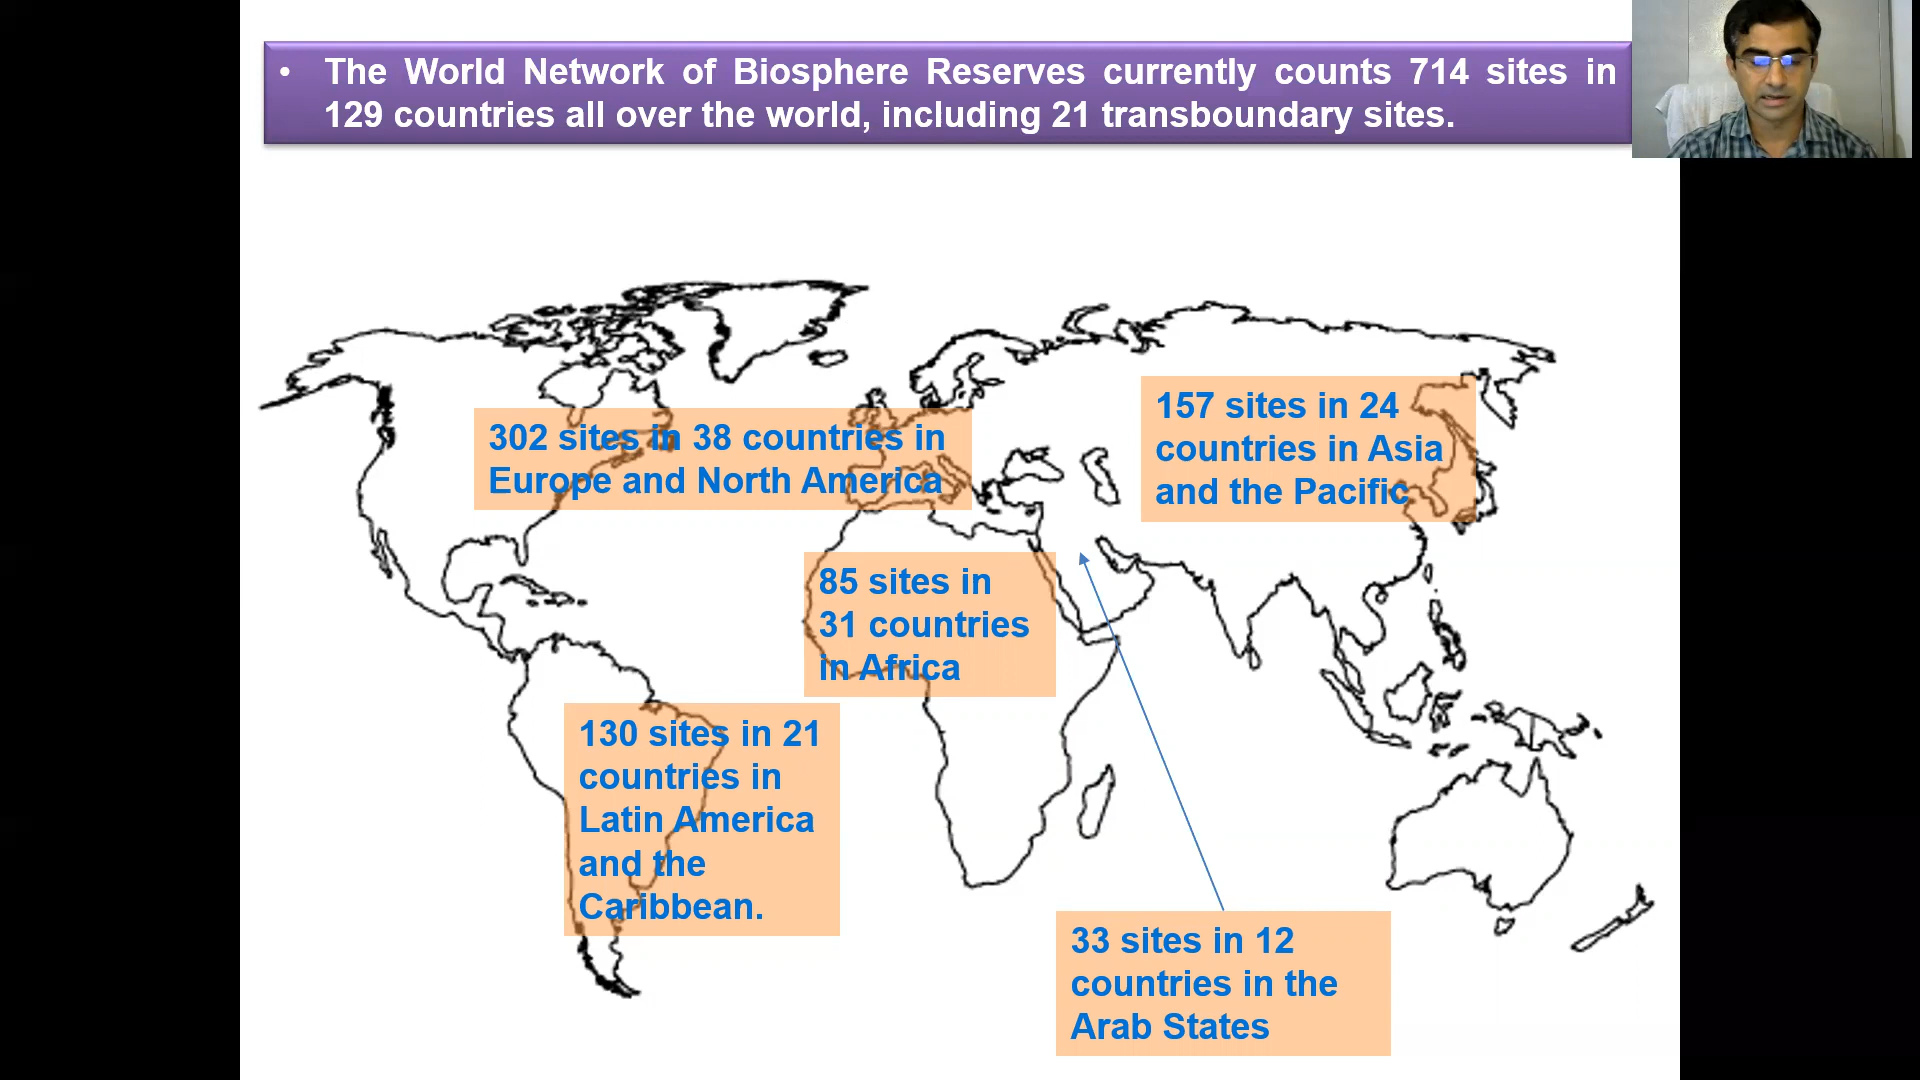 • The World Network of Biosphere Reserves currently counts 714 sites in
129 countries all over the world, including 21 transboundary sites.
302 sites in 38 countries in
Europe and North America
157 sites in 24
countries in Asia
and the Pacific
85 sites in
31 countries
in Africa
130 sites in 21
countries in
Latin America
and the
Caribbean.
33 sites in 12
countries in the
Arab States